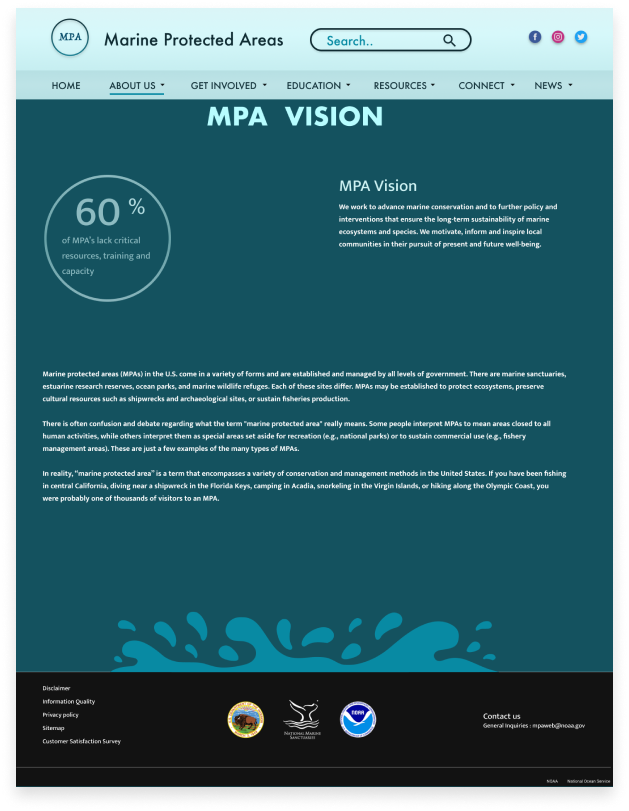 MPA
Marine Protected Areas
Search..
HOME
ABOUT US
GET INVOLVED
EDUCATION
RESOURCES
CONNECT
NEWS
MPA VISION
60 %
of MPA's lack critical
resources, training and
capacity
MPA Vision
We work to advance marine conservation and to further policy and
interventions that ensure the long-term sustainability of marine
ecosystems and species. We motivate, inform and inspire local
communities in their pursuit of present and future well-being.
Marine protected areas (MPAs) in the U.S. come in a variety of forms and are established and managed by all levels of government. There are marine sanctuaries,
estuarine research reserves, ocean parks, and marine wildlife refuges. Each of these sites differ. MPAs may be established to protect ecosystems, preserve
cultural resources such as shipwrecks and archaeological sites, or sustain fisheries production.
There is often confusion and debate regarding what the term "marine protected area" really means. Some people interpret MPAs to mean areas closed to all
human activities, while others interpret them as special areas set aside for recreation (e.g., national parks) or to sustain commercial use (e.g., fishery
management areas). These are just a few examples of the many types of MPAs.
In reality, "marine protected area" is a term that encompasses a variety of conservation and management methods in the United States. If you have been fishing
in central California, diving near a shipwreck in the Florida Keys, camping in Acadia, snorkeling in the Virgin Islands, or hiking along the Olympic Coast, you
were probably one of thousands of visitors to an MPA.
Disclaimer
Information Quality
Privacy policy
Sitemap
Customer Satisfaction Survey
NATIONAL MARINE
SANCTUARIES
NOAA
Contact us
General Inquiries : mpaweb@noaa.gov
NOAA
National Ocean Service